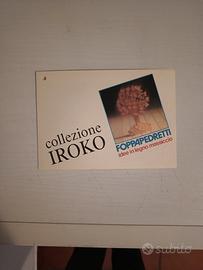 collezione
IROKO
FOPPAPEDRETTI
idee in legno massiccio
subito